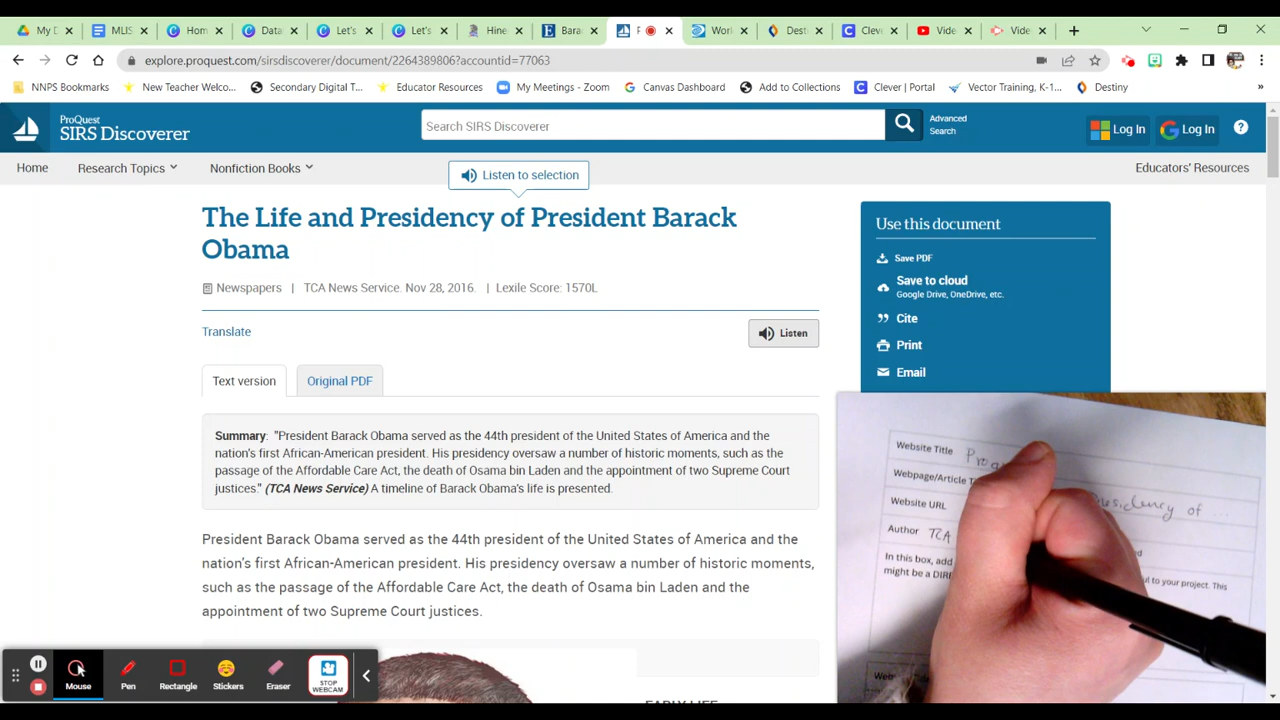 My D
MLIS
Hom
Data
Let's
Let's
Hine
Bara
P
Worl
Desti
Cleve
Vide
Vide
explore.proquest.com/sirsdiscoverer/document/2264398806?accountid=77063
NNPS Bookmarks
New Teacher Welco...
Secondary Digital T...
Educator Resources
My Meetings - Zoom
Canvas Dashboard
Add to Collections
Clever | Portal
Vector Training, K-1...
Destiny
»
ProQuest
SIRS Discoverer
Search SIRS Discoverer
Advanced
Search
Log In
Log In
?
Home
Research Topics
Nonfiction Books
Educators' Resources
Listen to selection
The Life and Presidency of President Barack
Obama
Newspapers | TCA News Service. Nov 28, 2016. | Lexile Score: 1570L
Translate
Listen
Text version
Original PDF
Summary: "President Barack Obama served as the 44th president of the United States of America and the
nation's first African-American president. His presidency oversaw a number of historic moments, such as the
passage of the Affordable Care Act, the death of Osama bin Laden and the appointment of two Supreme Court
justices." (TCA News Service) A timeline of Barack Obama's life is presented.
President Barack Obama served as the 44th president of the United States of America and the
nation's first African-American president. His presidency oversaw a number of historic moments,
such as the passage of the Affordable Care Act, the death of Osama bin Laden and the
appointment of two Supreme Court justices.
EARLY LIFE
Use this document
Save PDF
Save to cloud
Google Drive, OneDrive, etc.
Cite
Print
Email
Website Title
Webpage/Article Ti
sidency of ...
Website URL
Author TCA
In this box, add
ul to your project. This
might be a DIRE
Web
Mouse
Pen
Rectangle
Stickers
Eraser
STOP
WEBCAM